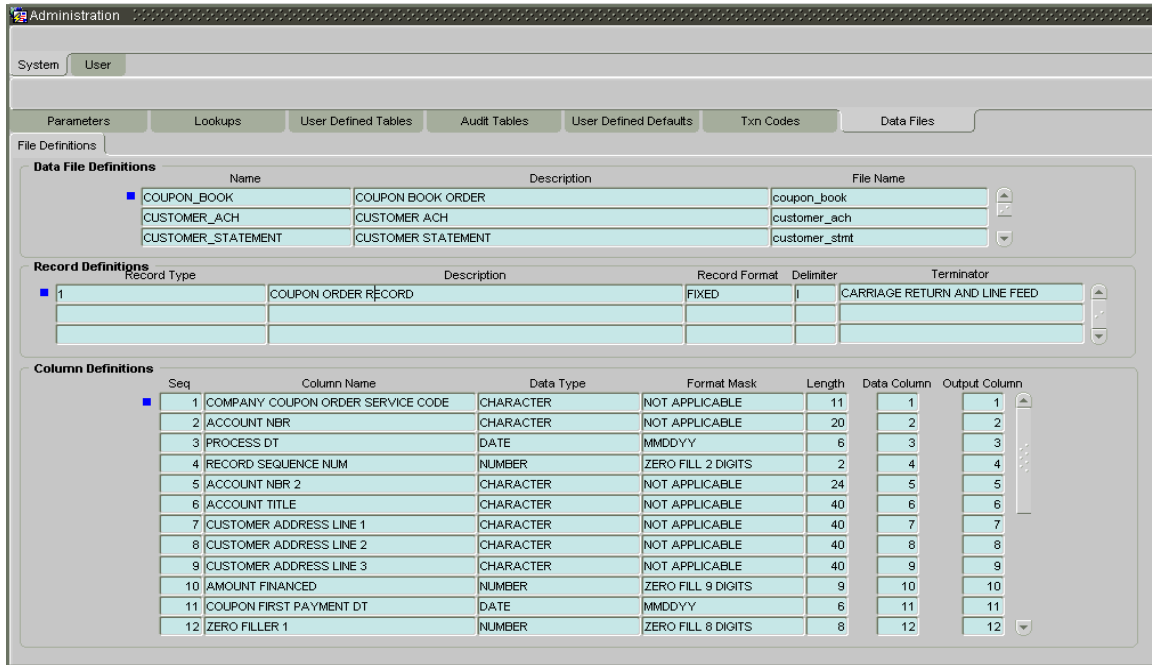 Administration
System User
Parameters Lookups User Defined Tables Audit Tables User Defined Defaults Txn Codes Data Files
File Definitions
Data File Definitions
Name Description File Name
COUPON_BOOK COUPON BOOK ORDER coupon_book
CUSTOMER_ACH CUSTOMER ACH customer_ach
CUSTOMER_STATEMENT CUSTOMER STATEMENT customer_stmt
Record Definitions
Record Type Description Record Format Delimiter Terminator
1 COUPON ORDER RECORD FIXED | CARRIAGE RETURN AND LINE FEED
Column Definitions
Seq Column Name Data Type Format Mask Length Data Column Output Column
1 COMPANY COUPON ORDER SERVICE CODE CHARACTER NOT APPLICABLE 11 1 1
2 ACCOUNT NBR CHARACTER NOT APPLICABLE 20 2 2
3 PROCESS DT DATE MMDDYY 6 3 3
4 RECORD SEQUENCE NUM NUMBER ZERO FILL 2 DIGITS 2 4 4
5 ACCOUNT NBR 2 CHARACTER NOT APPLICABLE 24 5 5
6 ACCOUNT TITLE CHARACTER NOT APPLICABLE 40 6 6
7 CUSTOMER ADDRESS LINE 1 CHARACTER NOT APPLICABLE 40 7 7
8 CUSTOMER ADDRESS LINE 2 CHARACTER NOT APPLICABLE 40 8 8
9 CUSTOMER ADDRESS LINE 3 CHARACTER NOT APPLICABLE 40 9 9
10 AMOUNT FINANCED NUMBER ZERO FILL 9 DIGITS 9 10 10
11 COUPON FIRST PAYMENT DT DATE MMDDYY 6 11 11
12 ZERO FILLER 1 NUMBER ZERO FILL 8 DIGITS 8 12 12